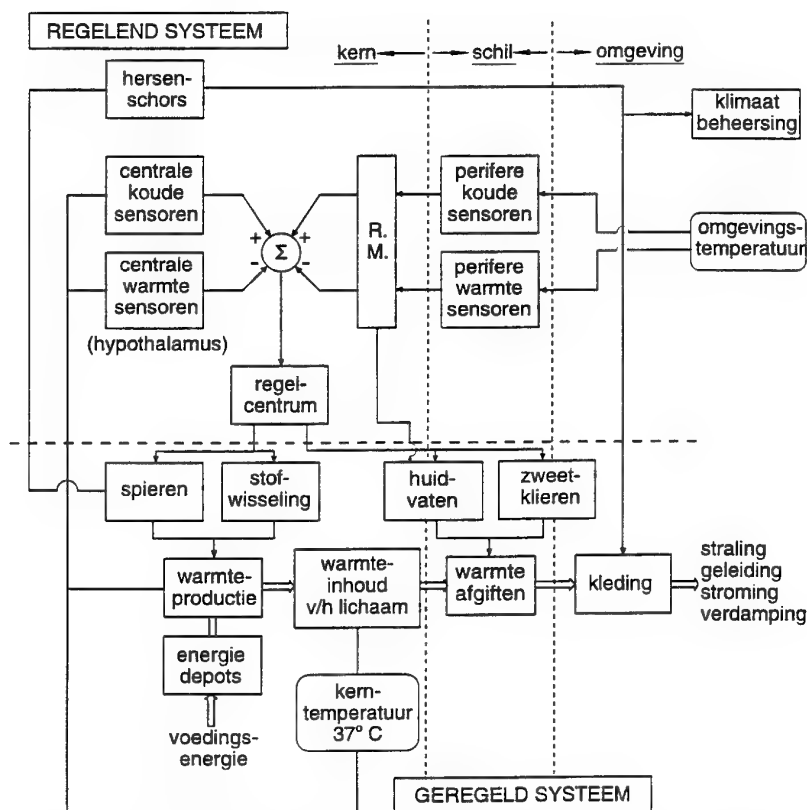 REGELEND SYSTEEM
kern
schil
omgeving
hersen-
schors
klimaat
beheersing
centrale
koude
sensoren
R.
M.
perifere
koude
sensoren
omgevings-
temperatuur
+
+
Σ
-
-
centrale
warmte
sensoren
(hypothalamus)
perifere
warmte
sensoren
regel-
centrum
spieren
stof-
wisseling
huid-
vaten
zweet-
klieren
warmte-
productie
warmte-
inhoud
v/h lichaam
warmte
afgiften
kleding
straling
geleiding
stroming
verdamping
energie
depots
kern-
temperatuur
37° C
voedings-
energie
GEREGELD SYSTEEM